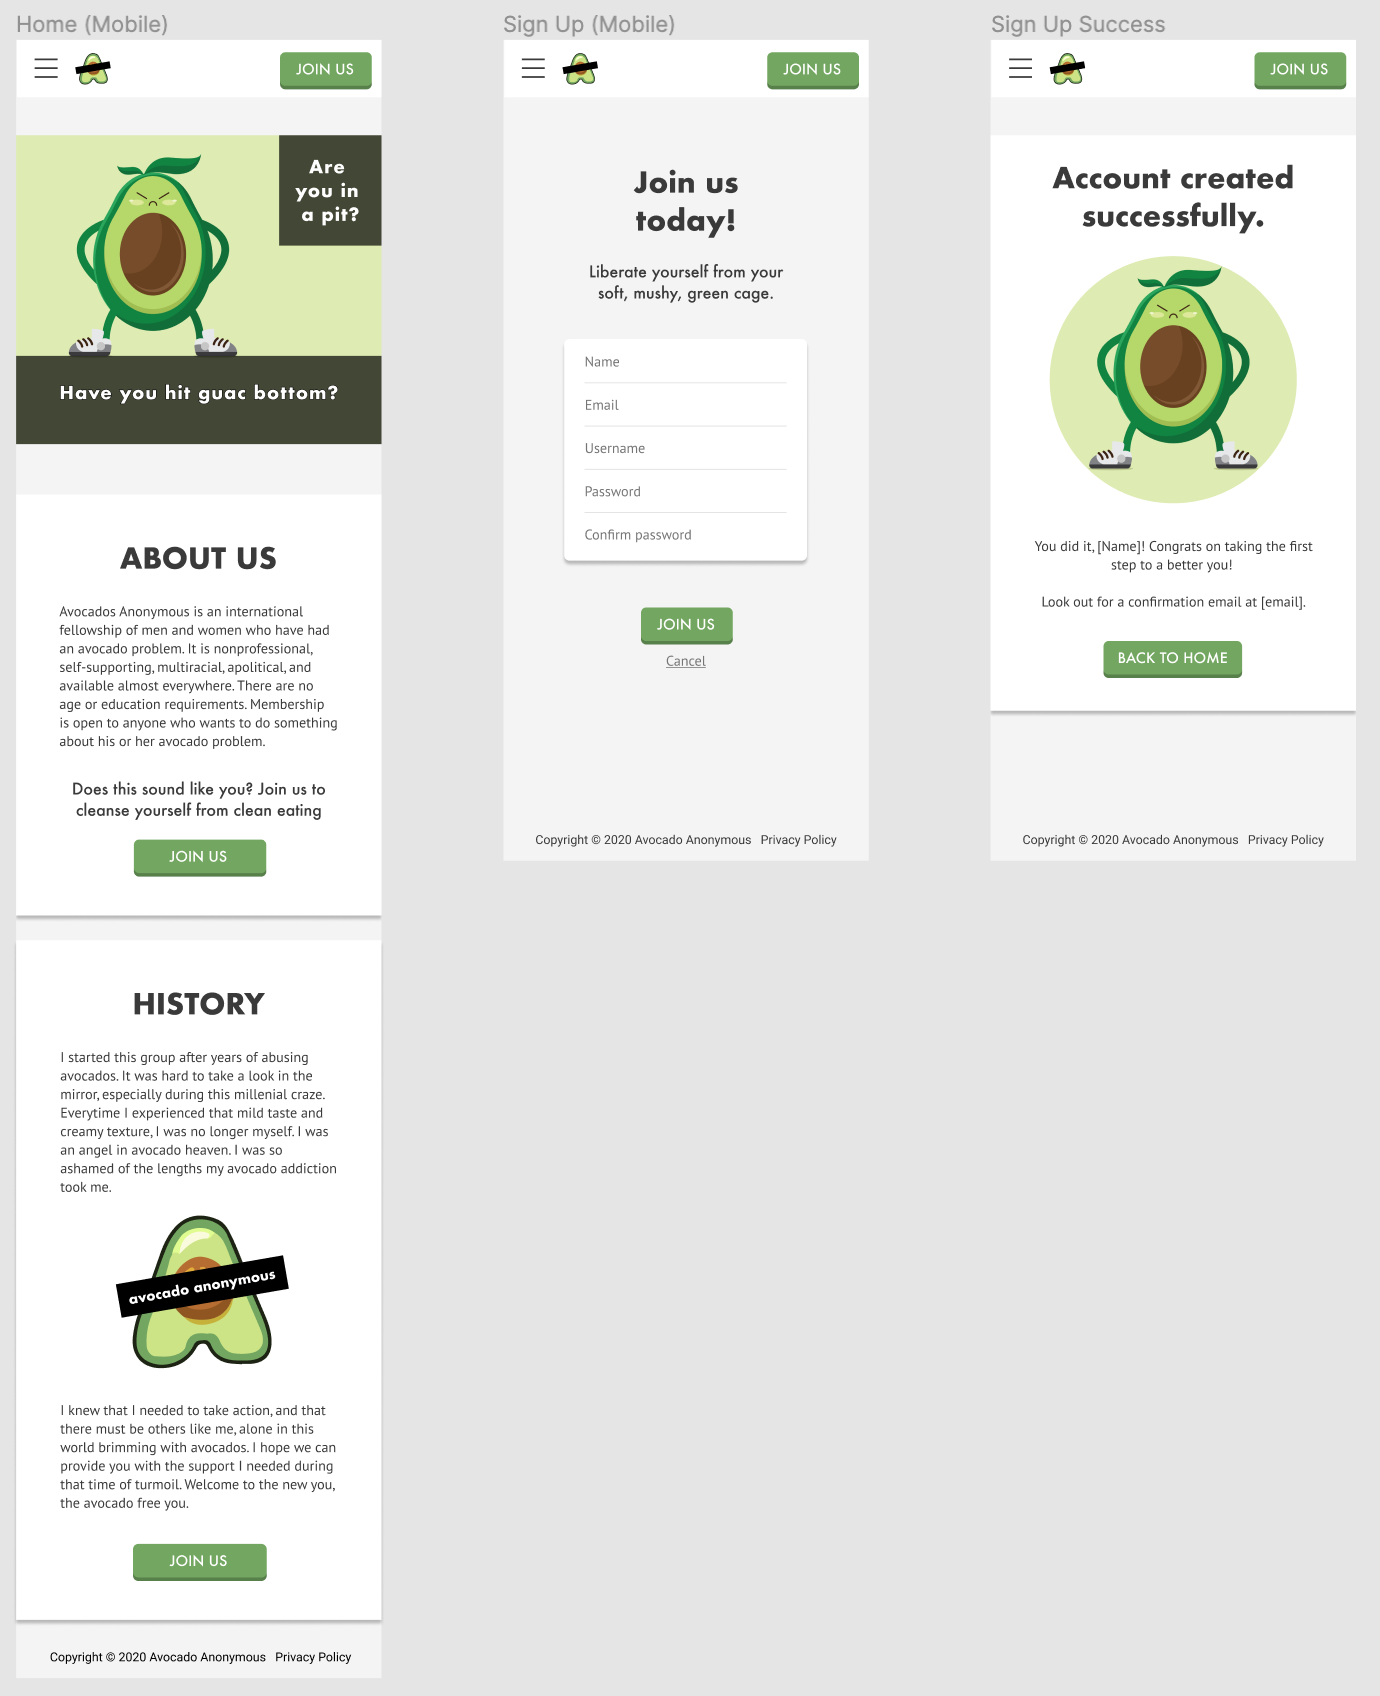 Home (Mobile)
JOIN US
Are
you in
a pit?
Have you hit guac bottom?
ABOUT US
Avocados Anonymous is an international
fellowship of men and women who have had
an avocado problem. It is nonprofessional,
self-supporting, multiracial, apolitical, and
available almost everywhere. There are no
age or education requirements. Membership
is open to anyone who wants to do something
about his or her avocado problem.
Does this sound like you? Join us to
cleanse yourself from clean eating
JOIN US
HISTORY
I started this group after years of abusing
avocados. It was hard to take a look in the
mirror, especially during this millenial craze.
Everytime I experienced that mild taste and
creamy texture, I was no longer myself. I was
an angel in avocado heaven. I was so
ashamed of the lengths my avocado addiction
took me.
avocado anonymous
I knew that I needed to take action, and that
there must be others like me, alone in this
world brimming with avocados. I hope we can
provide you with the support I needed during
that time of turmoil. Welcome to the new you,
the avocado free you.
JOIN US
Copyright © 2020 Avocado Anonymous Privacy Policy
Sign Up (Mobile)
JOIN US
Join us
today!
Liberate yourself from your
soft, mushy, green cage.
Name
Email
Username
Password
Confirm password
JOIN US
Cancel
Copyright © 2020 Avocado Anonymous Privacy Policy
Sign Up Success
JOIN US
Account created
successfully.
You did it, [Name]! Congrats on taking the first
step to a better you!
Look out for a confirmation email at [email].
BACK TO HOME
Copyright © 2020 Avocado Anonymous Privacy Policy